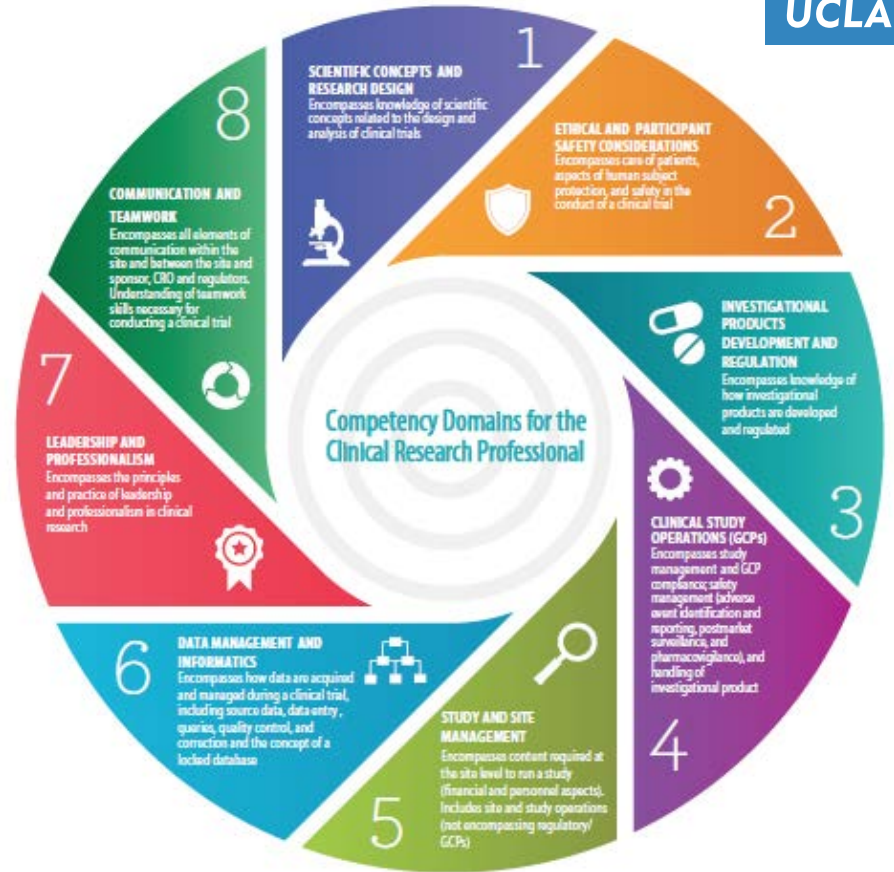 UCLA
1
SCIENTIFIC CONCEPTS AND
RESEARCH DESIGN
Encompasses knowledge of scientific
concepts related to the design and
analysis of clinical trials
ETHICAL AND PARTICIPANT
SAFETY CONSIDERATIONS
Encompasses care of patients,
aspects of human subject
protection, and safety in the
conduct of a clinical trial
2
INVESTIGATIONAL
PRODUCTS
DEVELOPMENT AND
REGULATION
Encompasses knowledge of
how investigational
products are developed
and regulated
3
CLINICAL STUDY
OPERATIONS (GCPs)
Encompasses study
management and GCP
compliance; safety
management (adverse
event identification and
reporting, postmarket
surveillance, and
pharmacovigilance), and
handling of
investigational product
4
STUDY AND SITE
MANAGEMENT
Encompasses content required at
the site level to run a study
(financial and personnel aspects).
Includes site and study operations
(not encompassing regulatory/
GCPs)
5
6
DATA MANAGEMENT AND
INFORMATICS
Encompasses how data are acquired
and managed during a clinical trial,
including source data, data entry,
queries, quality control, and
correction and the concept of a
locked database
7
LEADERSHIP AND
PROFESSIONALISM
Encompasses the principles
and practice of leadership
and professionalism in clinical
research
8
COMMUNICATION AND
TEAMWORK
Encompasses all elements of
communication within the
site and between the site and
sponsor, CRO and regulators.
Understanding of teamwork
skills necessary for
conducting a clinical trial
Competency Domains for the
Clinical Research Professional